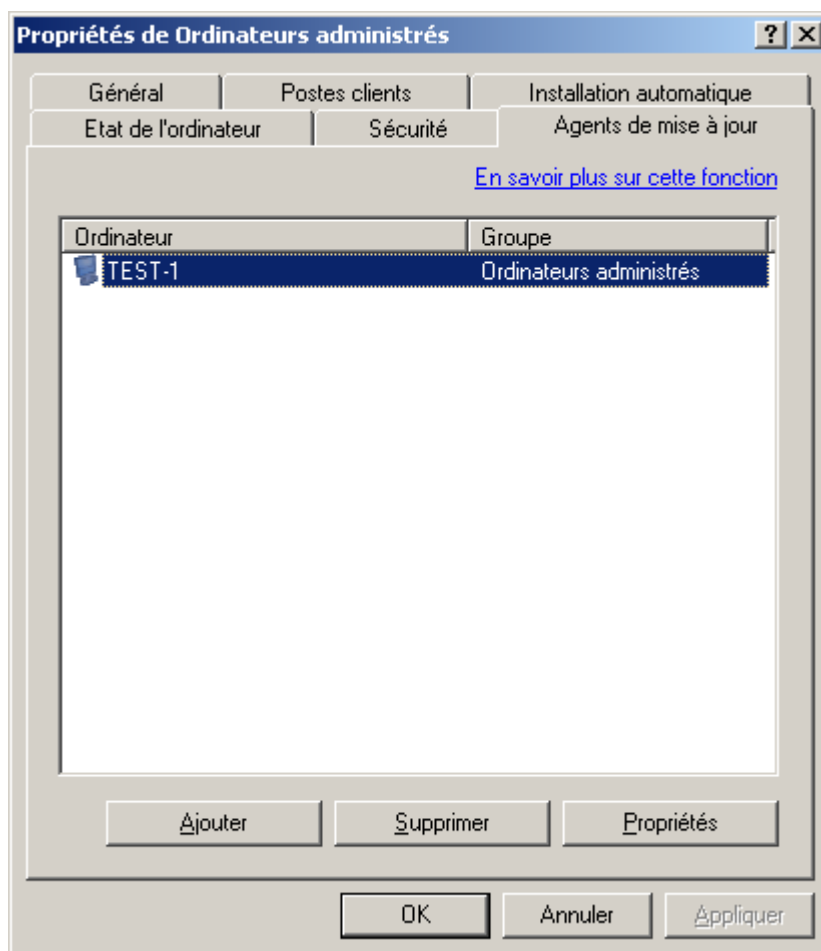 Propriétés de Ordinateurs administrés
Général Postes clients Installation automatique
Etat de l'ordinateur Sécurité Agents de mise à jour
En savoir plus sur cette fonction
Ordinateur Groupe
TEST-1 Ordinateurs administrés
Ajouter Supprimer Propriétés
OK Annuler Appliquer